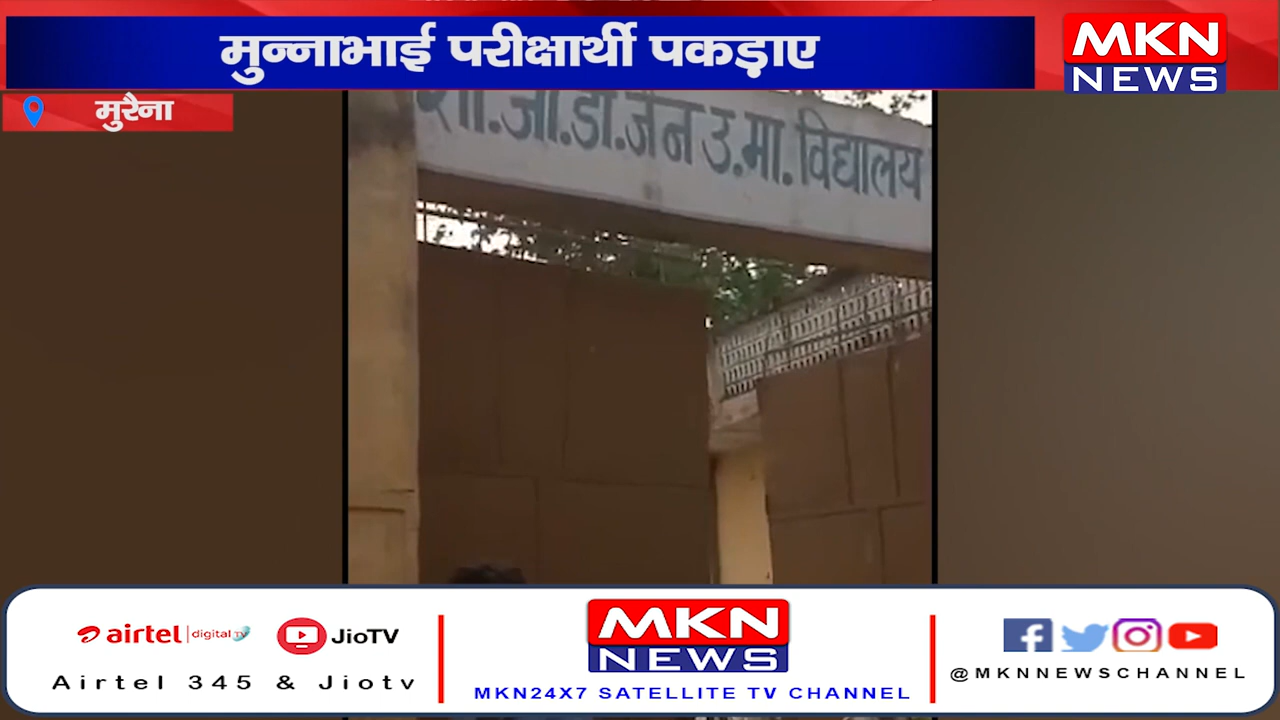 मुन्नाभाई परीक्षार्थी पकड़ाए
MKN
NEWS
मुरैना
शा.जी.डी.जैन उ.मा. विद्यालय
airtel digital TV
JioTV
Airtel 345 & Jiotv
MKN
NEWS
MKN24X7 SATELLITE TV CHANNEL
@MKNNEWSCHANNEL